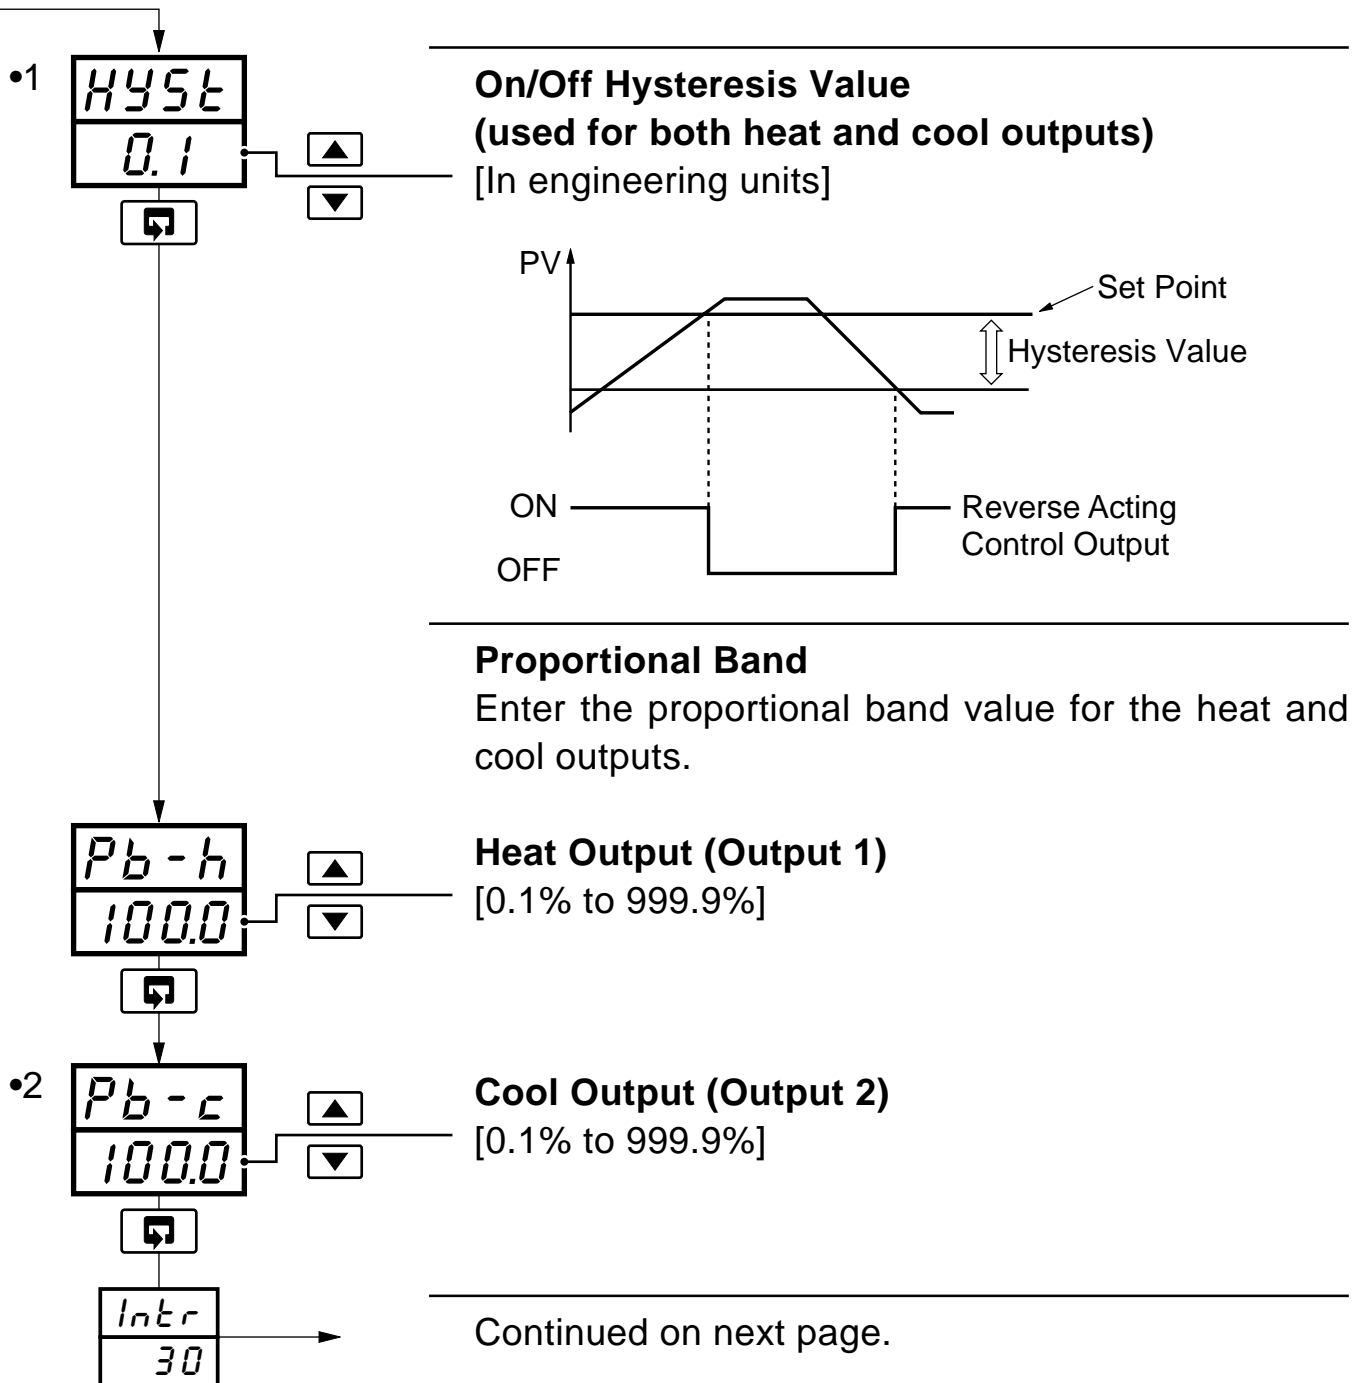 •1
HYSt
0.1
On/Off Hysteresis Value
(used for both heat and cool outputs)
[In engineering units]
PV
Set Point
Hysteresis Value
ON
OFF
Reverse Acting
Control Output
Proportional Band
Enter the proportional band value for the heat and
cool outputs.
Pb-h
100.0
Heat Output (Output 1)
[0.1% to 999.9%]
•2
Pb-c
100.0
Cool Output (Output 2)
[0.1% to 999.9%]
Intr
30
Continued on next page.